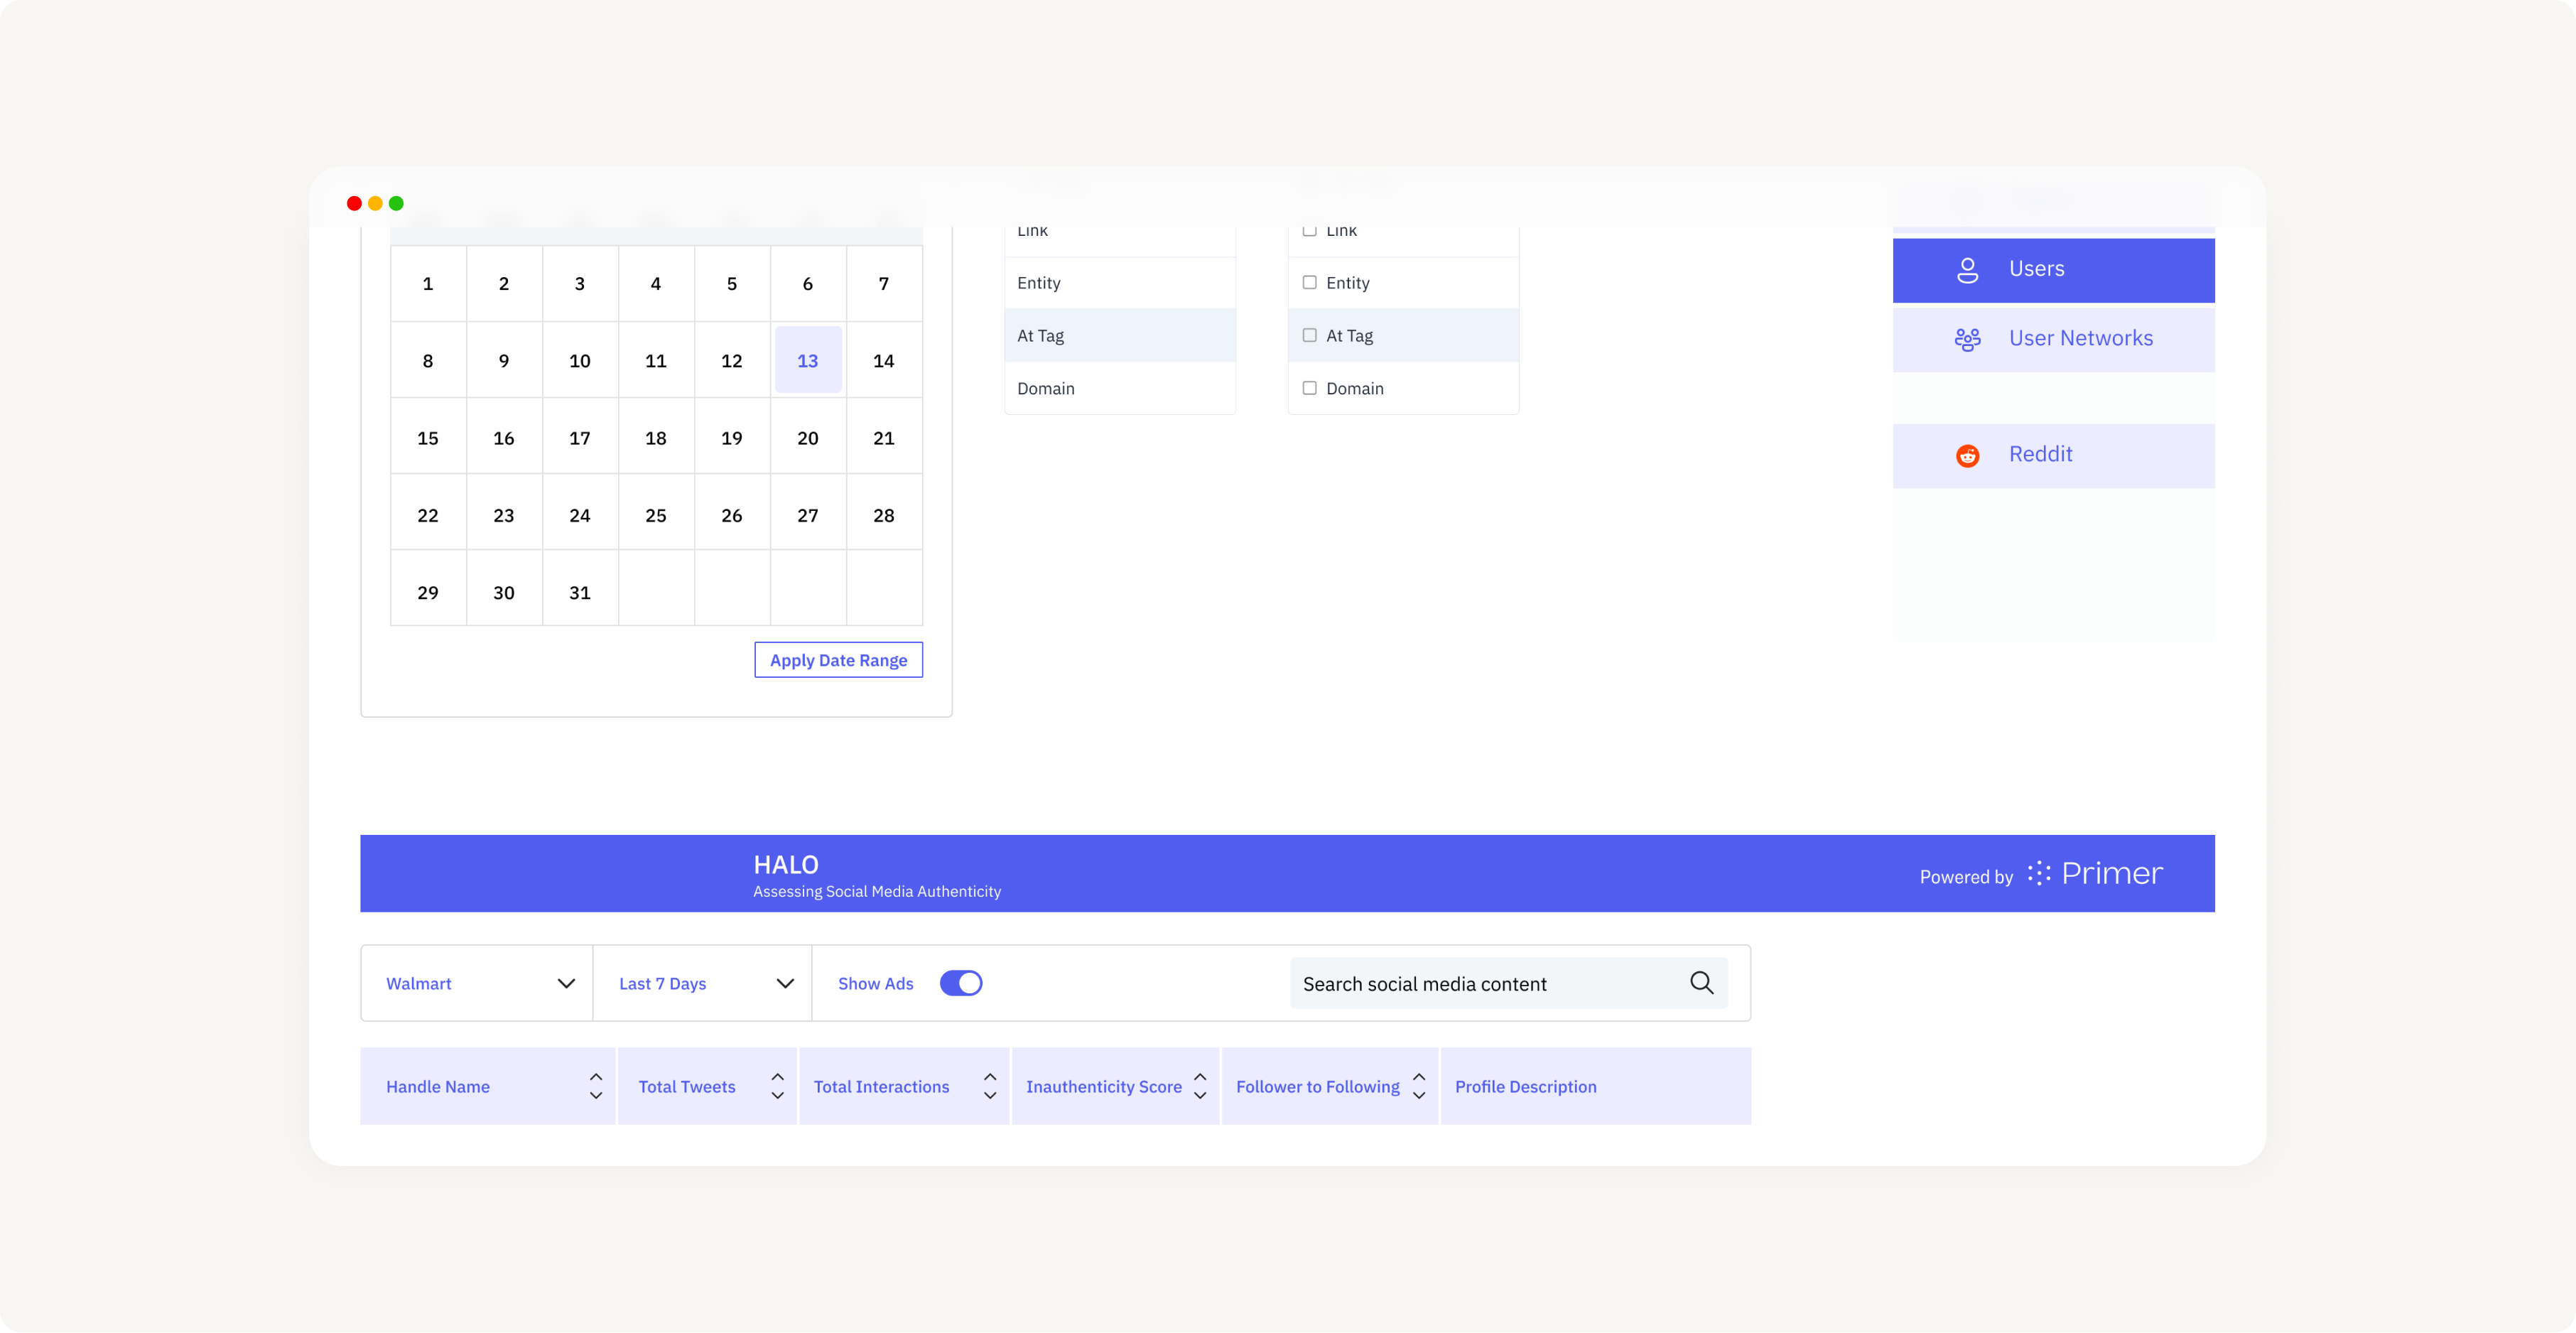 Link
Link
Users
1 2 3 4 5 6 7
Entity
Entity
At Tag
At Tag
User Networks
8 9 10 11 12 13 14
Domain
Domain
15 16 17 18 19 20 21
Reddit
22 23 24 25 26 27 28
29 30 31
Apply Date Range
HALO
Assessing Social Media Authenticity
Powered by Primer
Walmart
Last 7 Days
Show Ads
Search social media content
Handle Name
Total Tweets
Total Interactions
Inauthenticity Score
Follower to Following
Profile Description